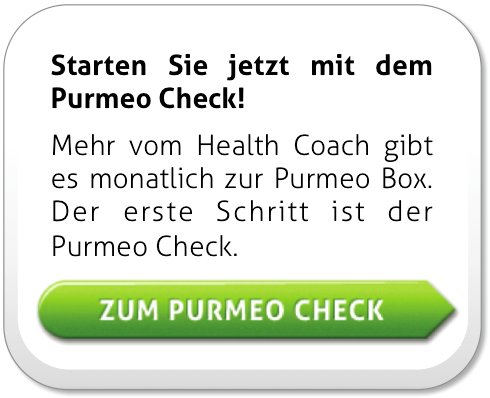 Starten Sie jetzt mit dem
Purmeo Check!
Mehr vom Health Coach gibt
es monatlich zur Purmeo Box.
Der erste Schritt ist der
Purmeo Check.
ZUM PURMEO CHECK